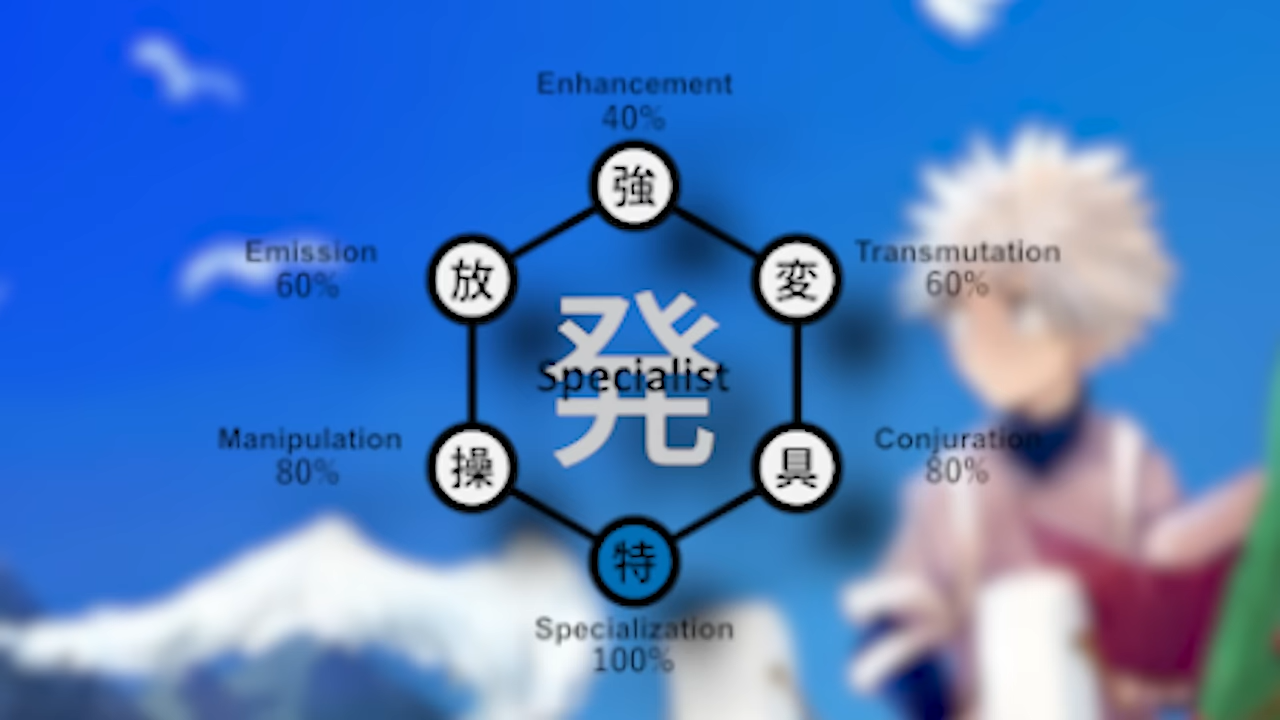 Enhancement
40%
強
Emission
60%
放
変
Transmutation
60%
発
Specialist
Manipulation
80%
操
具
Conjuration
80%
特
Specialization
100%